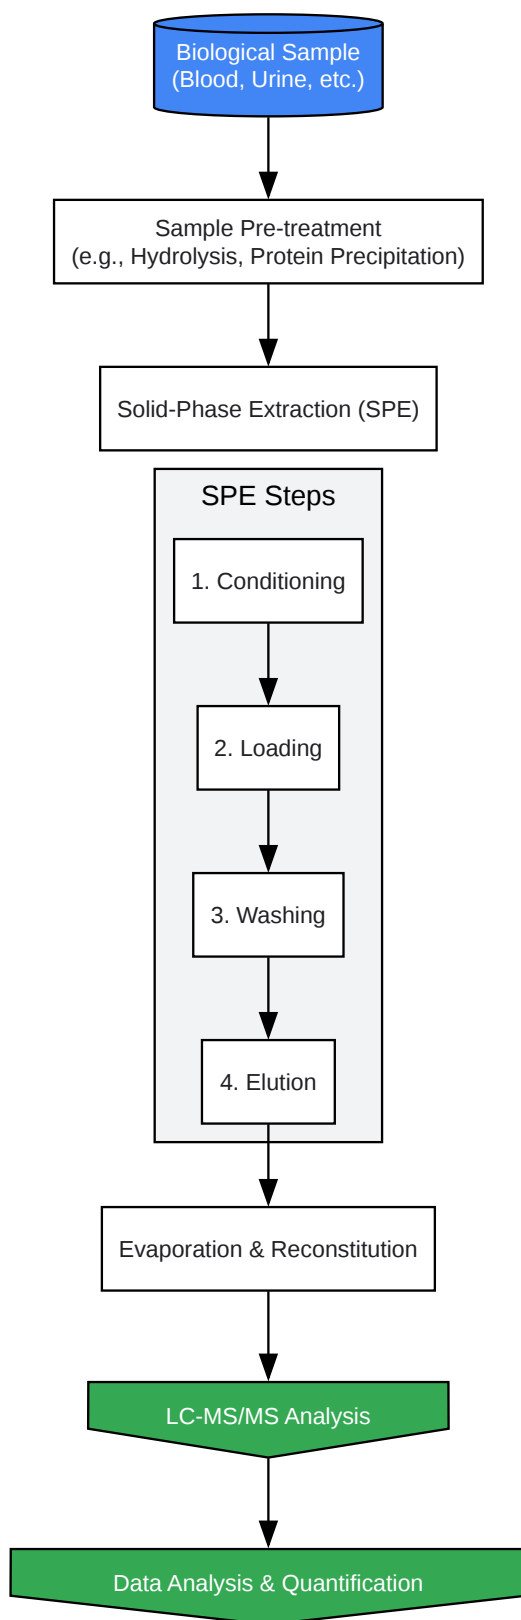 Biological Sample
(Blood, Urine, etc.)
Sample Pre-treatment
(e.g., Hydrolysis, Protein Precipitation)
Solid-Phase Extraction (SPE)
SPE Steps
1. Conditioning
2. Loading
3. Washing
4. Elution
Evaporation & Reconstitution
LC-MS/MS Analysis
Data Analysis & Quantification